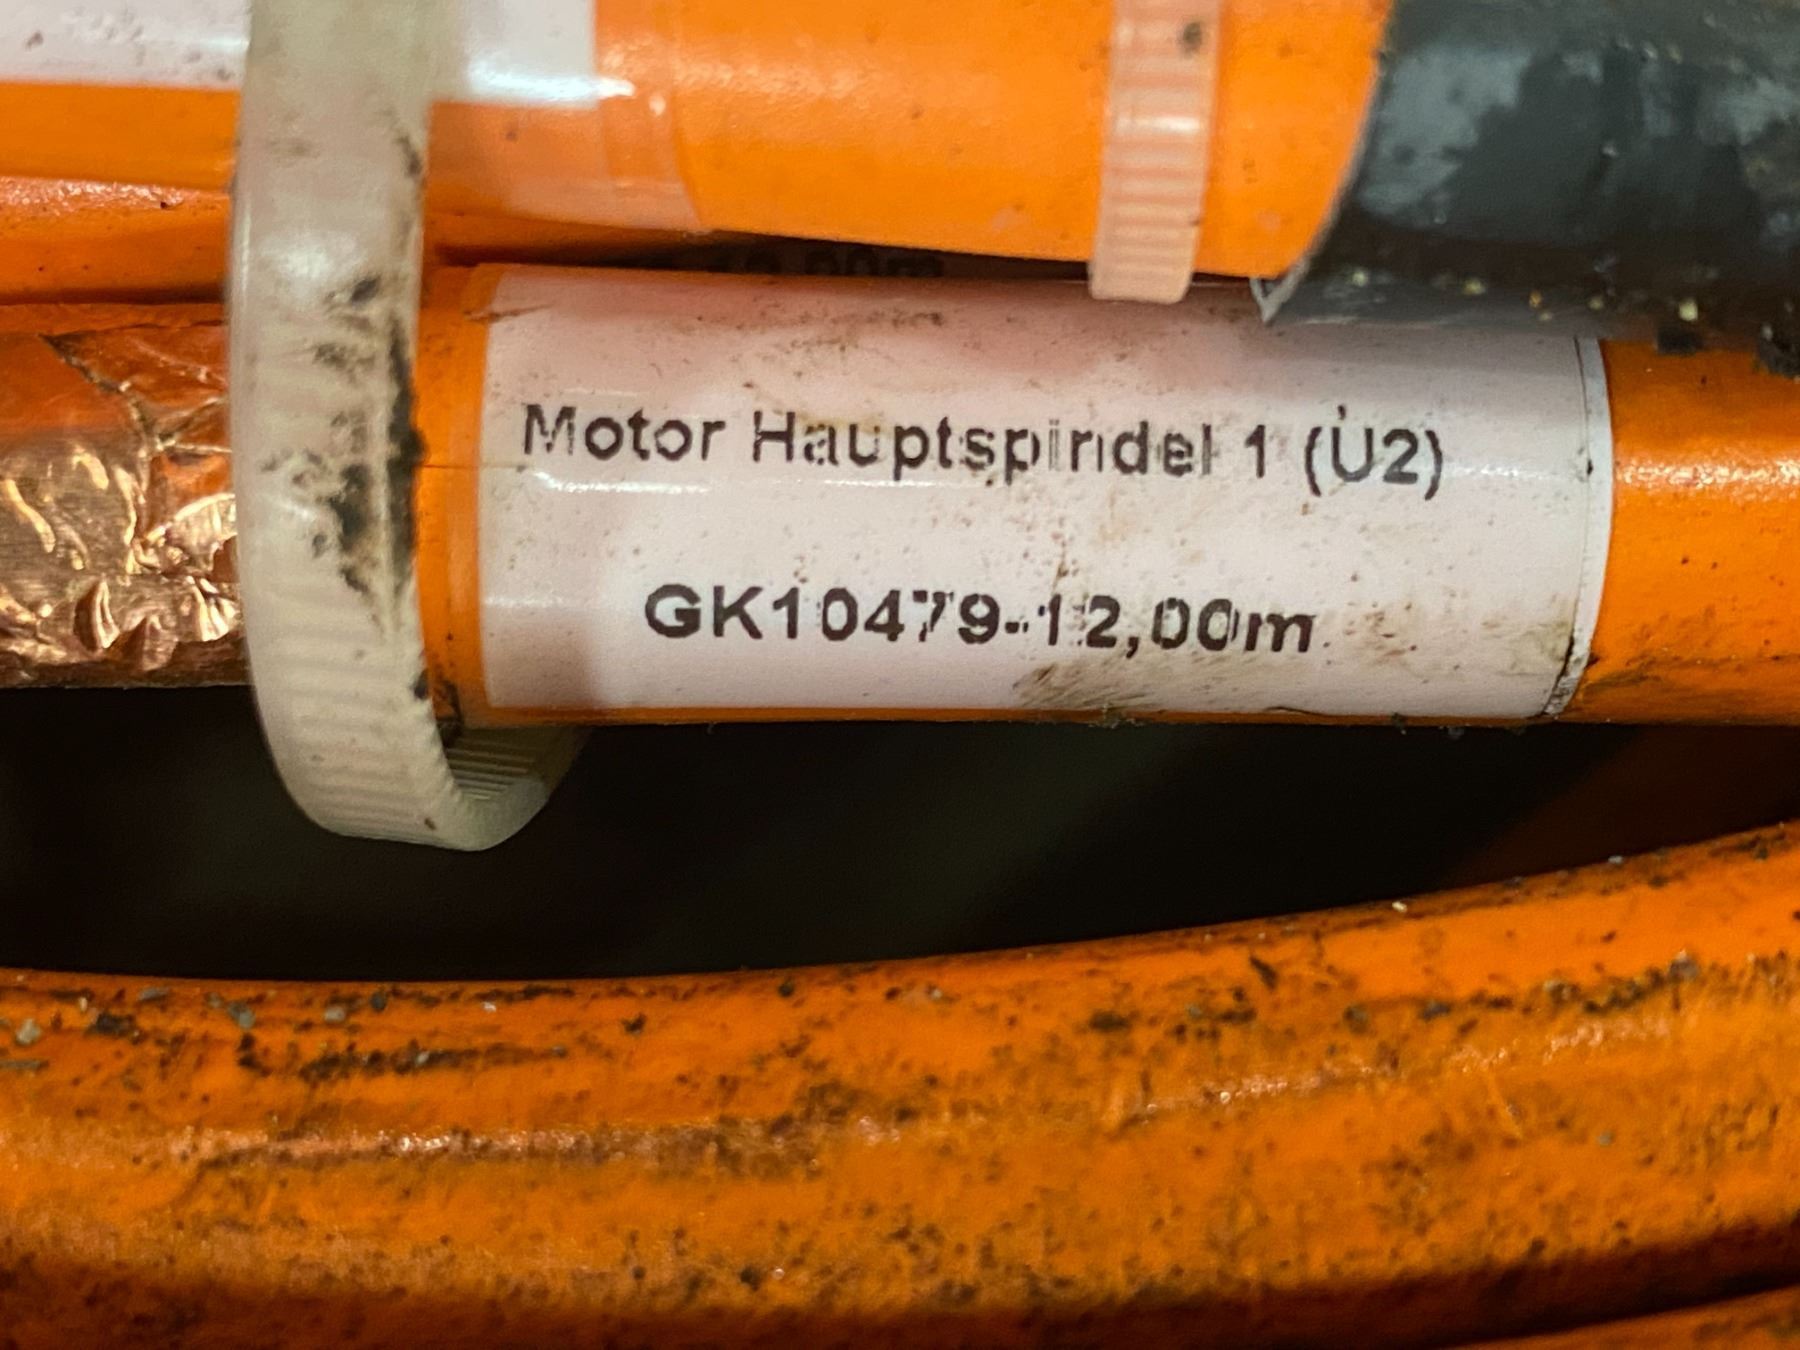 Motor Hauptspindel 1 (U2)
GK10479-12,00m